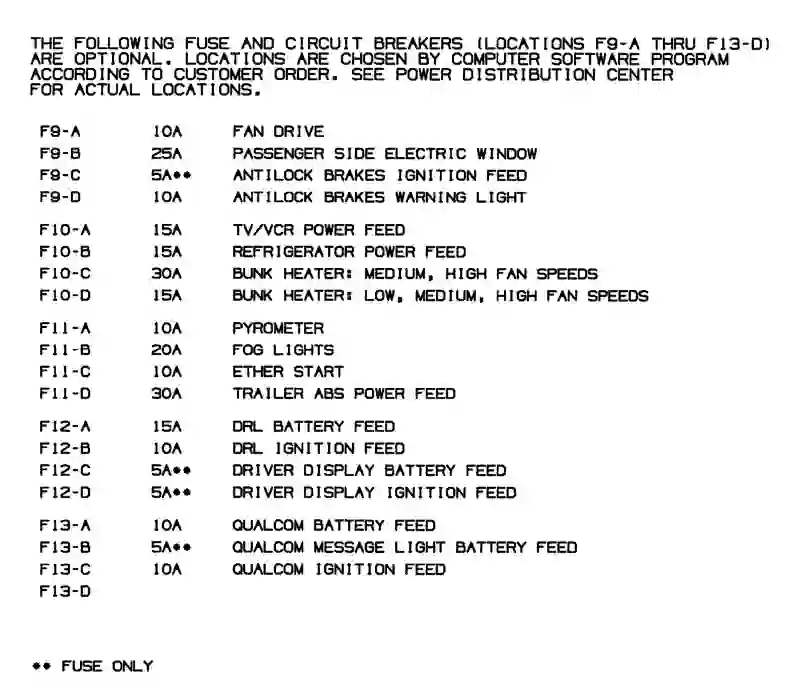 THE FOLLOWING FUSE AND CIRCUIT BREAKERS (LOCATIONS F9-A THRU F13-D)
ARE OPTIONAL. LOCATIONS ARE CHOSEN BY COMPUTER SOFTWARE PROGRAM
ACCORDING TO CUSTOMER ORDER. SEE POWER DISTRIBUTION CENTER
FOR ACTUAL LOCATIONS.
F9-A 10A FAN DRIVE
F9-B 25A PASSENGER SIDE ELECTRIC WINDOW
F9-C 5A** ANTILOCK BRAKES IGNITION FEED
F9-D 10A ANTILOCK BRAKES WARNING LIGHT
F10-A 15A TV/VCR POWER FEED
F10-B 15A REFRIGERATOR POWER FEED
F10-C 30A BUNK HEATER: MEDIUM, HIGH FAN SPEEDS
F10-D 15A BUNK HEATER: LOW, MEDIUM, HIGH FAN SPEEDS
F11-A 10A PYROMETER
F11-B 20A FOG LIGHTS
F11-C 10A ETHER START
F11-D 30A TRAILER ABS POWER FEED
F12-A 15A DRL BATTERY FEED
F12-B 10A DRL IGNITION FEED
F12-C 5A** DRIVER DISPLAY BATTERY FEED
F12-D 5A** DRIVER DISPLAY IGNITION FEED
F13-A 10A QUALCOM BATTERY FEED
F13-B 5A** QUALCOM MESSAGE LIGHT BATTERY FEED
F13-C 10A QUALCOM IGNITION FEED
F13-D
** FUSE ONLY